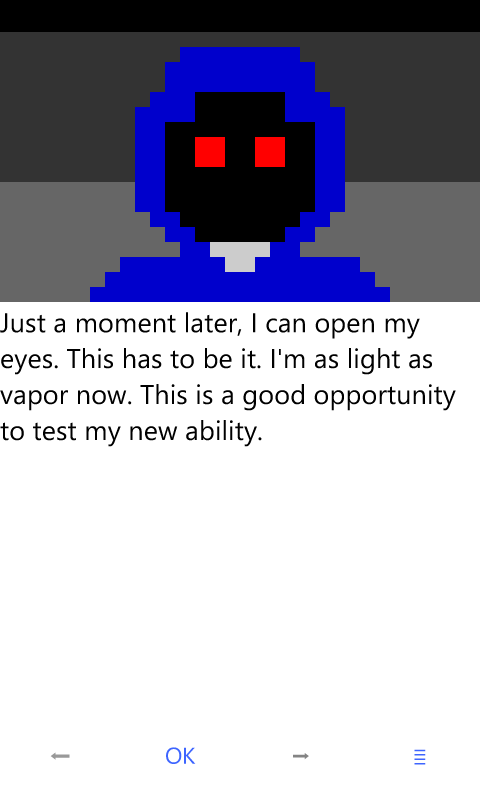 Just a moment later, I can open my
eyes. This has to be it. I'm as light as
vapor now. This is a good opportunity
to test my new ability.
OK